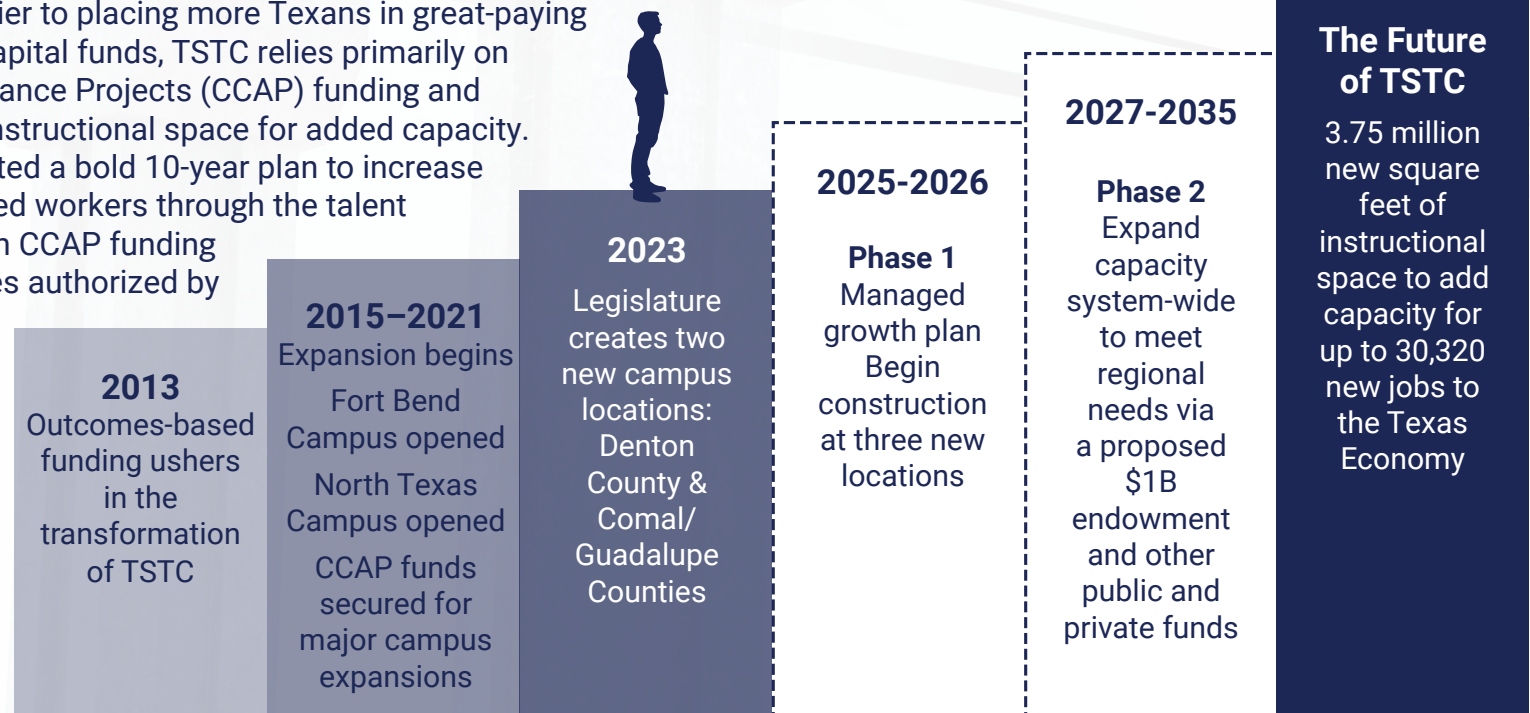 to placing more Texans in great-paying
funds, TSTC relies primarily on
Projects (CCAP) funding and
space for added capacity.
a bold 10-year plan to increase
workers through the talent
CCAP funding
authorized by
2013
Outcomes-based
funding ushers
in the
transformation
of TSTC
2015–2021
Expansion begins
Fort Bend
Campus opened
North Texas
Campus opened
CCAP funds
secured for
major campus
expansions
2023
Legislature
creates two
new campus
locations:
Denton
County &
Comal/
Guadalupe
Counties
2025-2026
Phase 1
Managed
growth plan
Begin
construction
at three new
locations
2027-2035
Phase 2
Expand
capacity
system-wide
to meet
regional
needs via
a proposed
$1B
endowment
and other
public and
private funds
The Future
of TSTC
3.75 million
new square
feet of
instructional
space to add
capacity for
up to 30,320
new jobs to
the Texas
Economy